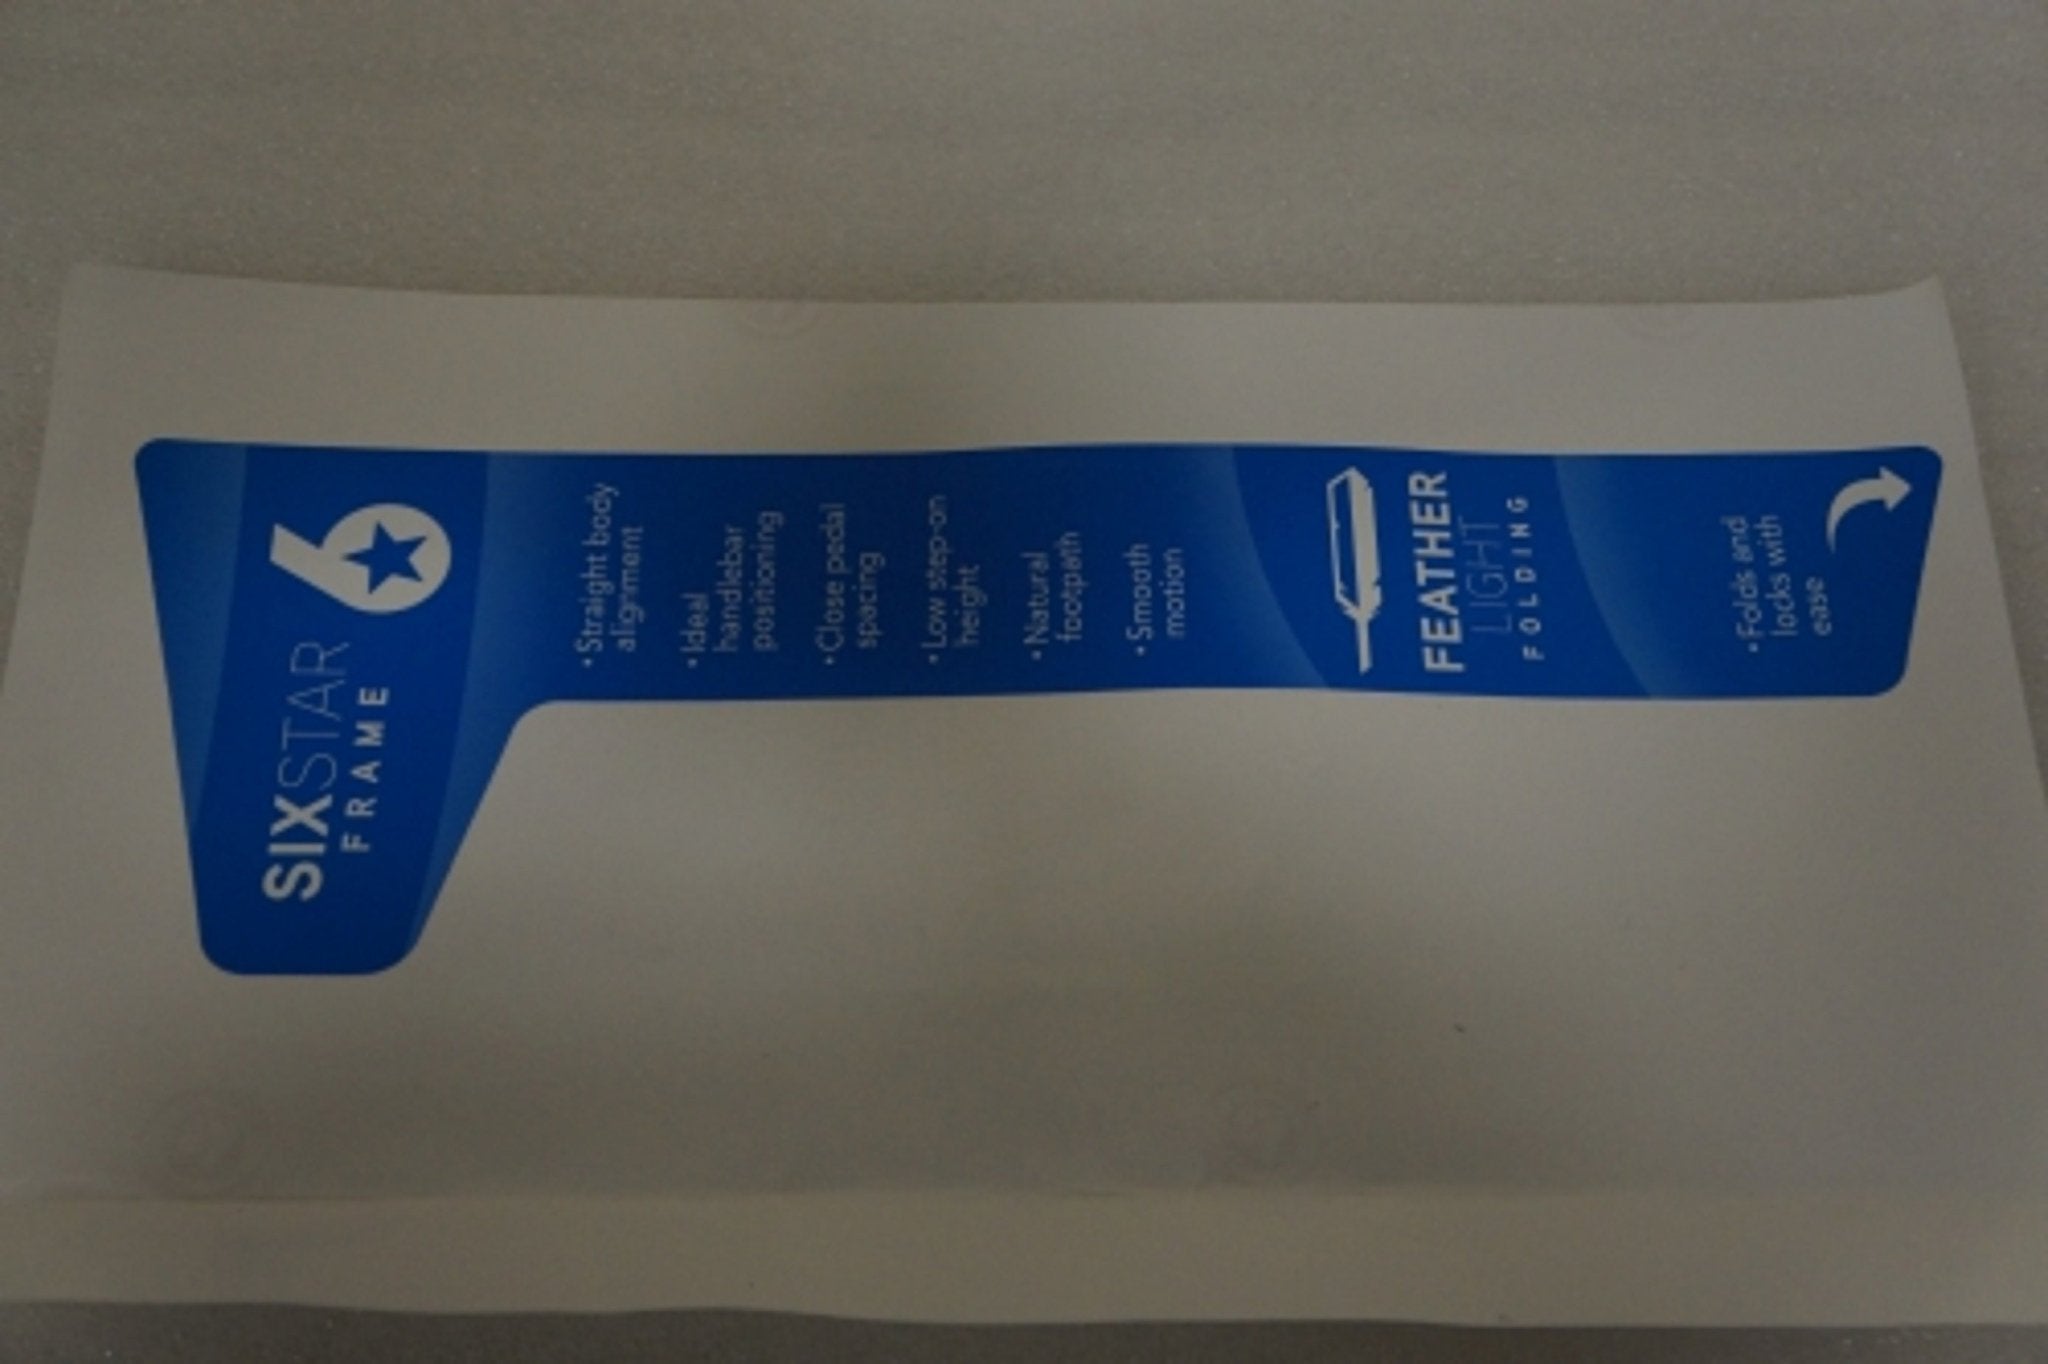 6
SIXSTAR
FRAME
• Straight body
alignment
• Ideal
handlebar
positioning
• Close pedal
spacing
• Low step-on
height
• Natural
footpath
• Smooth
motion
FEATHER
LIGHT
FOLDING
• Folds and
locks with
ease